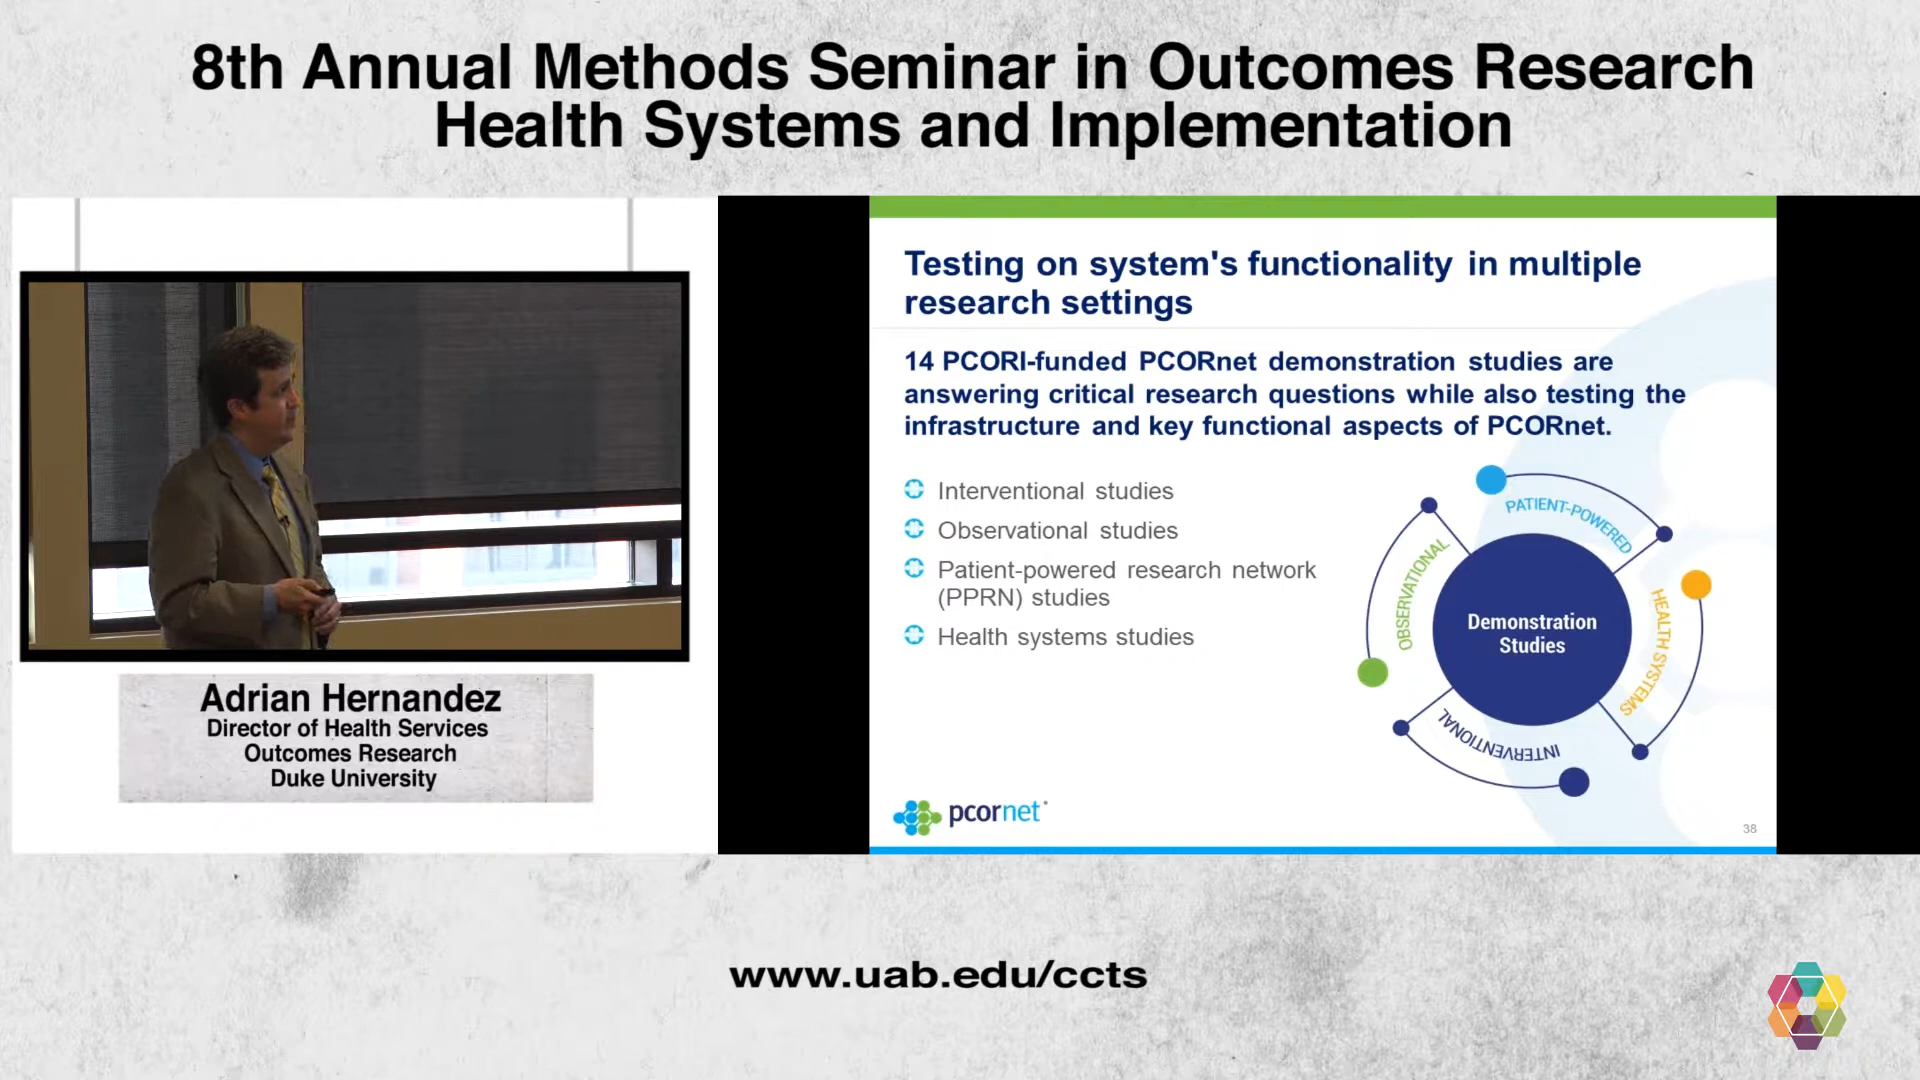 8th Annual Methods Seminar in Outcomes Research
Health Systems and Implementation
Adrian Hernandez
Director of Health Services
Outcomes Research
Duke University
Testing on system's functionality in multiple
research settings
14 PCORI-funded PCORnet demonstration studies are
answering critical research questions while also testing the
infrastructure and key functional aspects of PCORnet.
Interventional studies
Observational studies
Patient-powered research network
(PPRN) studies
Health systems studies
PATIENT-POWERED
OBSERVATIONAL
HEALTH SYSTEMS
Demonstration
Studies
INTERVENTIONAL
pcornet
38
www.uab.edu/ccts